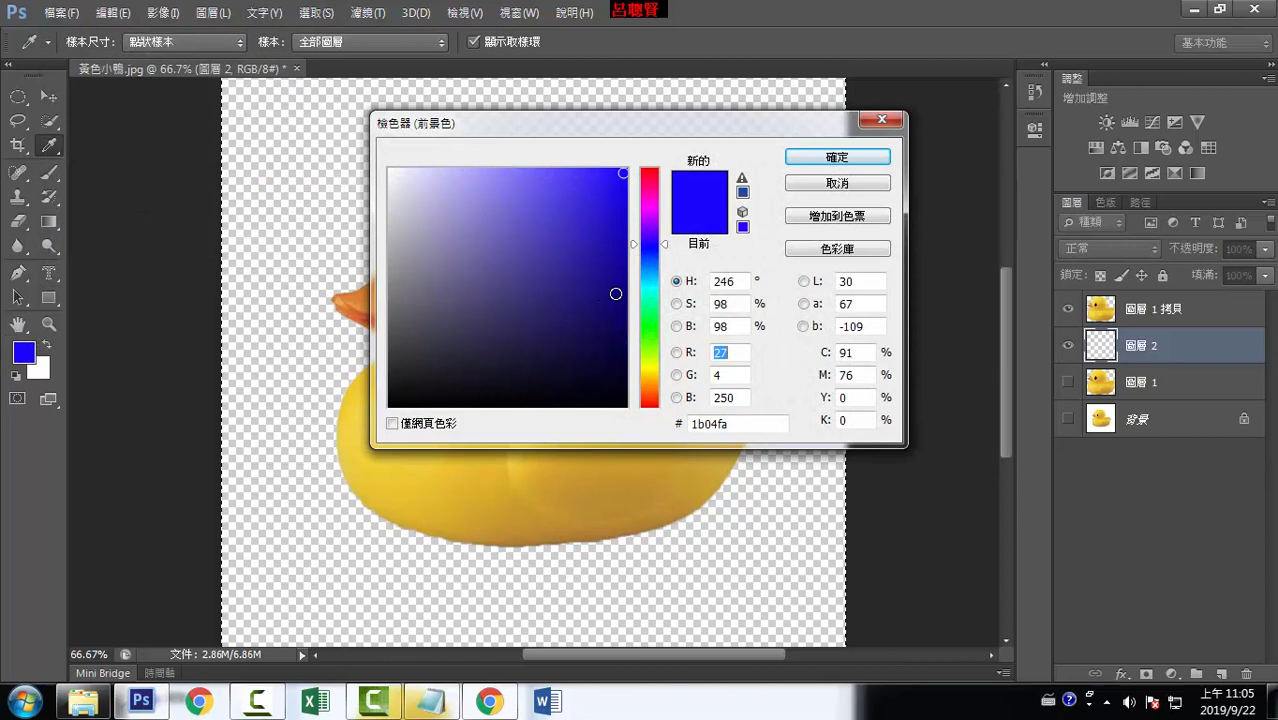 Ps 檔案(F) 編輯(E) 影像(I) 圖層(L) 文字(Y) 選取(S) 濾鏡(T) 3D(D) 檢視(V) 視窗(W) 說明(H) 呂聰賢
樣本尺寸: 點狀樣本 樣本: 全部圖層 顯示取樣環 基本功能
黃色小鴨.jpg @ 66.7% (圖層 2, RGB/8#) * ×
調整
增加調整
檢色器 (前景色)
新的
目前
確定
取消
增加到色票
色彩庫
H: 246 °
S: 98 %
B: 98 %
R: 27
G: 4
B: 250
L: 30
a: 67
b: -109
C: 91 %
M: 76 %
Y: 0 %
K: 0 %
# 1b04fa
僅網頁色彩
圖層 色版 路徑
種類
正常 不透明度: 100%
鎖定: 填滿: 100%
圖層 1 拷貝
圖層 2
圖層 1
背景
66.67% 文件: 2.86M/6.86M
Mini Bridge 時間軸
上午 11:05
2019/9/22